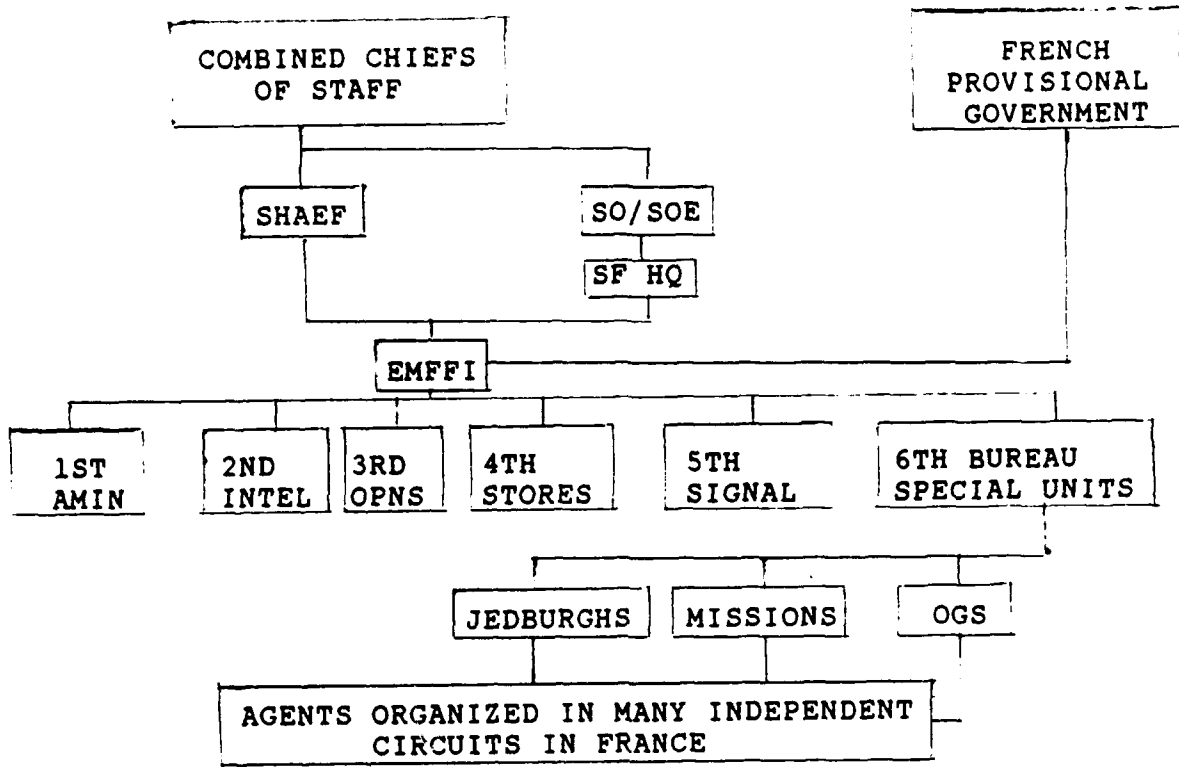 COMBINED CHIEFS
OF STAFF
FRENCH
PROVISIONAL
GOVERNMENT
SHAEF
SO/SOE
SF HQ
EMFFI
1ST
AMIN
2ND
INTEL
3RD
OPNS
4TH
STORES
5TH
SIGNAL
6TH BUREAU
SPECIAL UNITS
JEDBURGHS
MISSIONS
OGS
AGENTS ORGANIZED IN MANY INDEPENDENT
CIRCUITS IN FRANCE